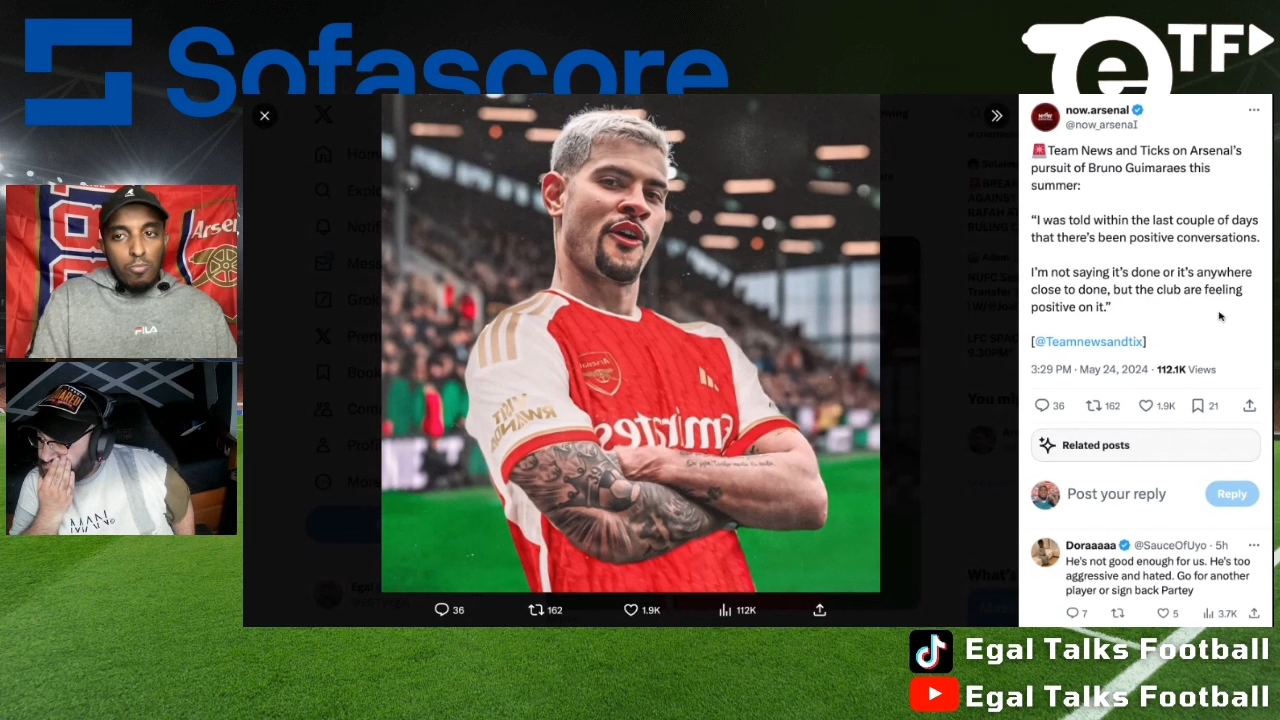 Sofascore
e TF
now.arsenal
@now_arsenaI
🚨Team News and Ticks on Arsenal's
pursuit of Bruno Guimaraes this
summer:
“I was told within the last couple of days
that there's been positive conversations.
I'm not saying it's done or it's anywhere
close to done, but the club are feeling
positive on it.”
[@Teamnewsandtix]
3:29 PM · May 24, 2024 · 112.1K Views
36 162 1.9K 21
Related posts
Post your reply
Reply
Doraaaaa @SauceOfUyo · 5h
He's not good enough for us. He's too
aggressive and hated. Go for another
player or sign back Partey
7 5 3.7K
36 162 1.9K 112K
Arsenal
Emirates
FILA
Egal Talks Football
Egal Talks Football